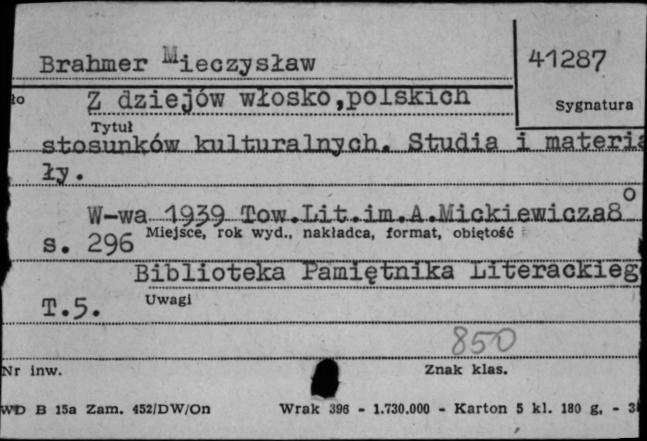 Brahmer Mieczysław
41287
Z dziejów włosko,polskich
Sygnatura
Tytuł
stosunków kulturalnych. Studia i materia
ły.
W-wa 1939 Tow.Lit.im.A.Mickiewicza 8°
s. 296 Miejsce, rok wyd., nakładca, format, objętość
Biblioteka Pamiętnika Literackieg
T.5. Uwagi
850
Nr inw. Znak klas.
WD B 15a Zam. 452/DW/On Wrak 396 - 1.730.000 - Karton 5 kl. 180 g. -